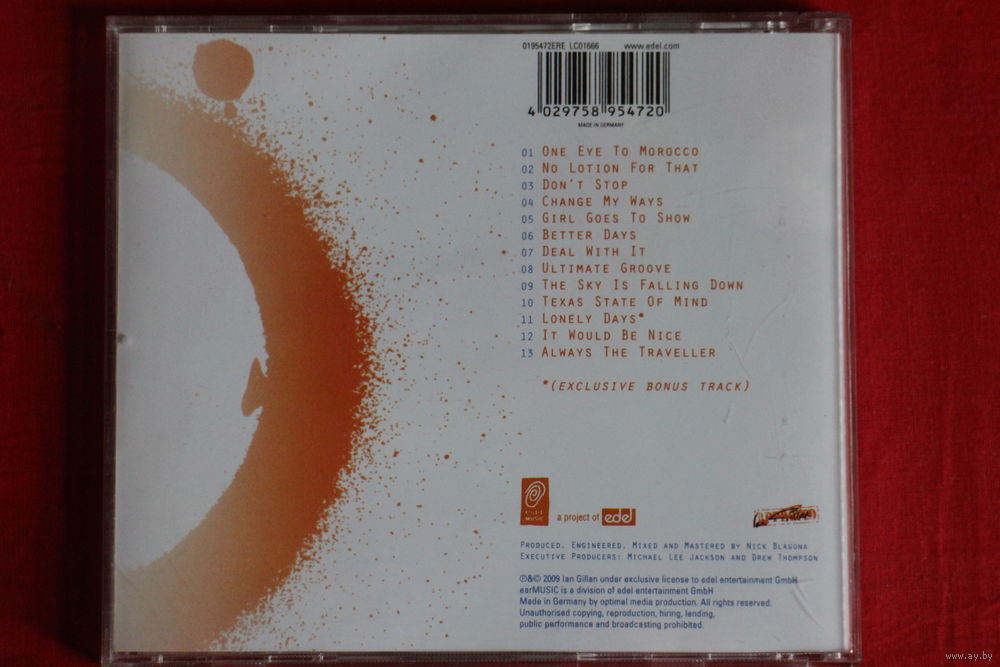 0195472ERE LC01666 www.edel.com
4 029758 954720
MADE IN GERMANY
01 ONE EYE TO MOROCCO
02 NO LOTION FOR THAT
03 DON'T STOP
04 CHANGE MY WAYS
05 GIRL GOES TO SHOW
06 BETTER DAYS
07 DEAL WITH IT
08 ULTIMATE GROOVE
09 THE SKY IS FALLING DOWN
10 TEXAS STATE OF MIND
11 LONELY DAYS*
12 IT WOULD BE NICE
13 ALWAYS THE TRAVELLER
*(EXCLUSIVE BONUS TRACK)
MUSIC
a project of edel
PRODUCED, ENGINEERED, MIXED AND MASTERED BY NICK BLAGONA
EXECUTIVE PRODUCERS: MICHAEL LEE JACKSON AND DREW THOMPSON
℗&© 2009 Ian Gillan under exclusive license to edel entertainment GmbH
earMUSIC is a division of edel entertainment GmbH
Made in Germany by optimal media production. All rights reserved.
Unauthorised copying, reproduction, hiring, lending,
public performance and broadcasting prohibited.
www.ay.by